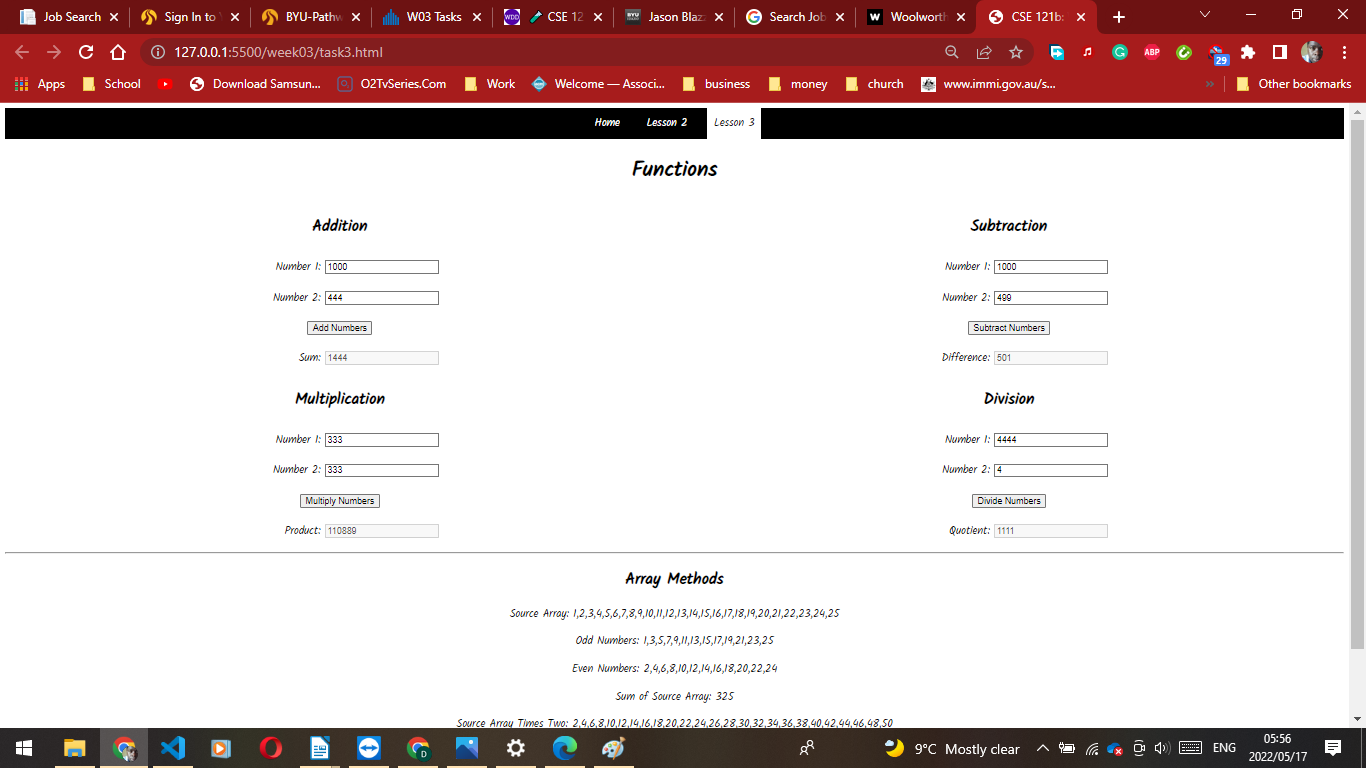 Job Search
Sign In to Y
BYU-Pathw
W03 Tasks
CSE 12
Jason Blaz
Search Job
Woolworth
CSE 121b:
127.0.0.1:5500/week03/task3.html
ABP
29
Apps
School
Download Samsun...
O2TvSeries.Com
Work
Welcome — Associ...
business
money
church
www.immi.gov.au/s...
»
Other bookmarks
Home
Lesson 2
Lesson 3
Functions
Addition
Number 1: 1000
Number 2: 444
Add Numbers
Sum: 1444
Subtraction
Number 1: 1000
Number 2: 499
Subtract Numbers
Difference: 501
Multiplication
Number 1: 333
Number 2: 333
Multiply Numbers
Product: 110889
Division
Number 1: 4444
Number 2: 4
Divide Numbers
Quotient: 1111
Array Methods
Source Array: 1,2,3,4,5,6,7,8,9,10,11,12,13,14,15,16,17,18,19,20,21,22,23,24,25
Odd Numbers: 1,3,5,7,9,11,13,15,17,19,21,23,25
Even Numbers: 2,4,6,8,10,12,14,16,18,20,22,24
Sum of Source Array: 325
Source Array Times Two: 2,4,6,8,10,12,14,16,18,20,22,24,26,28,30,32,34,36,38,40,42,44,46,48,50
9°C Mostly clear
ENG
05:56
2022/05/17